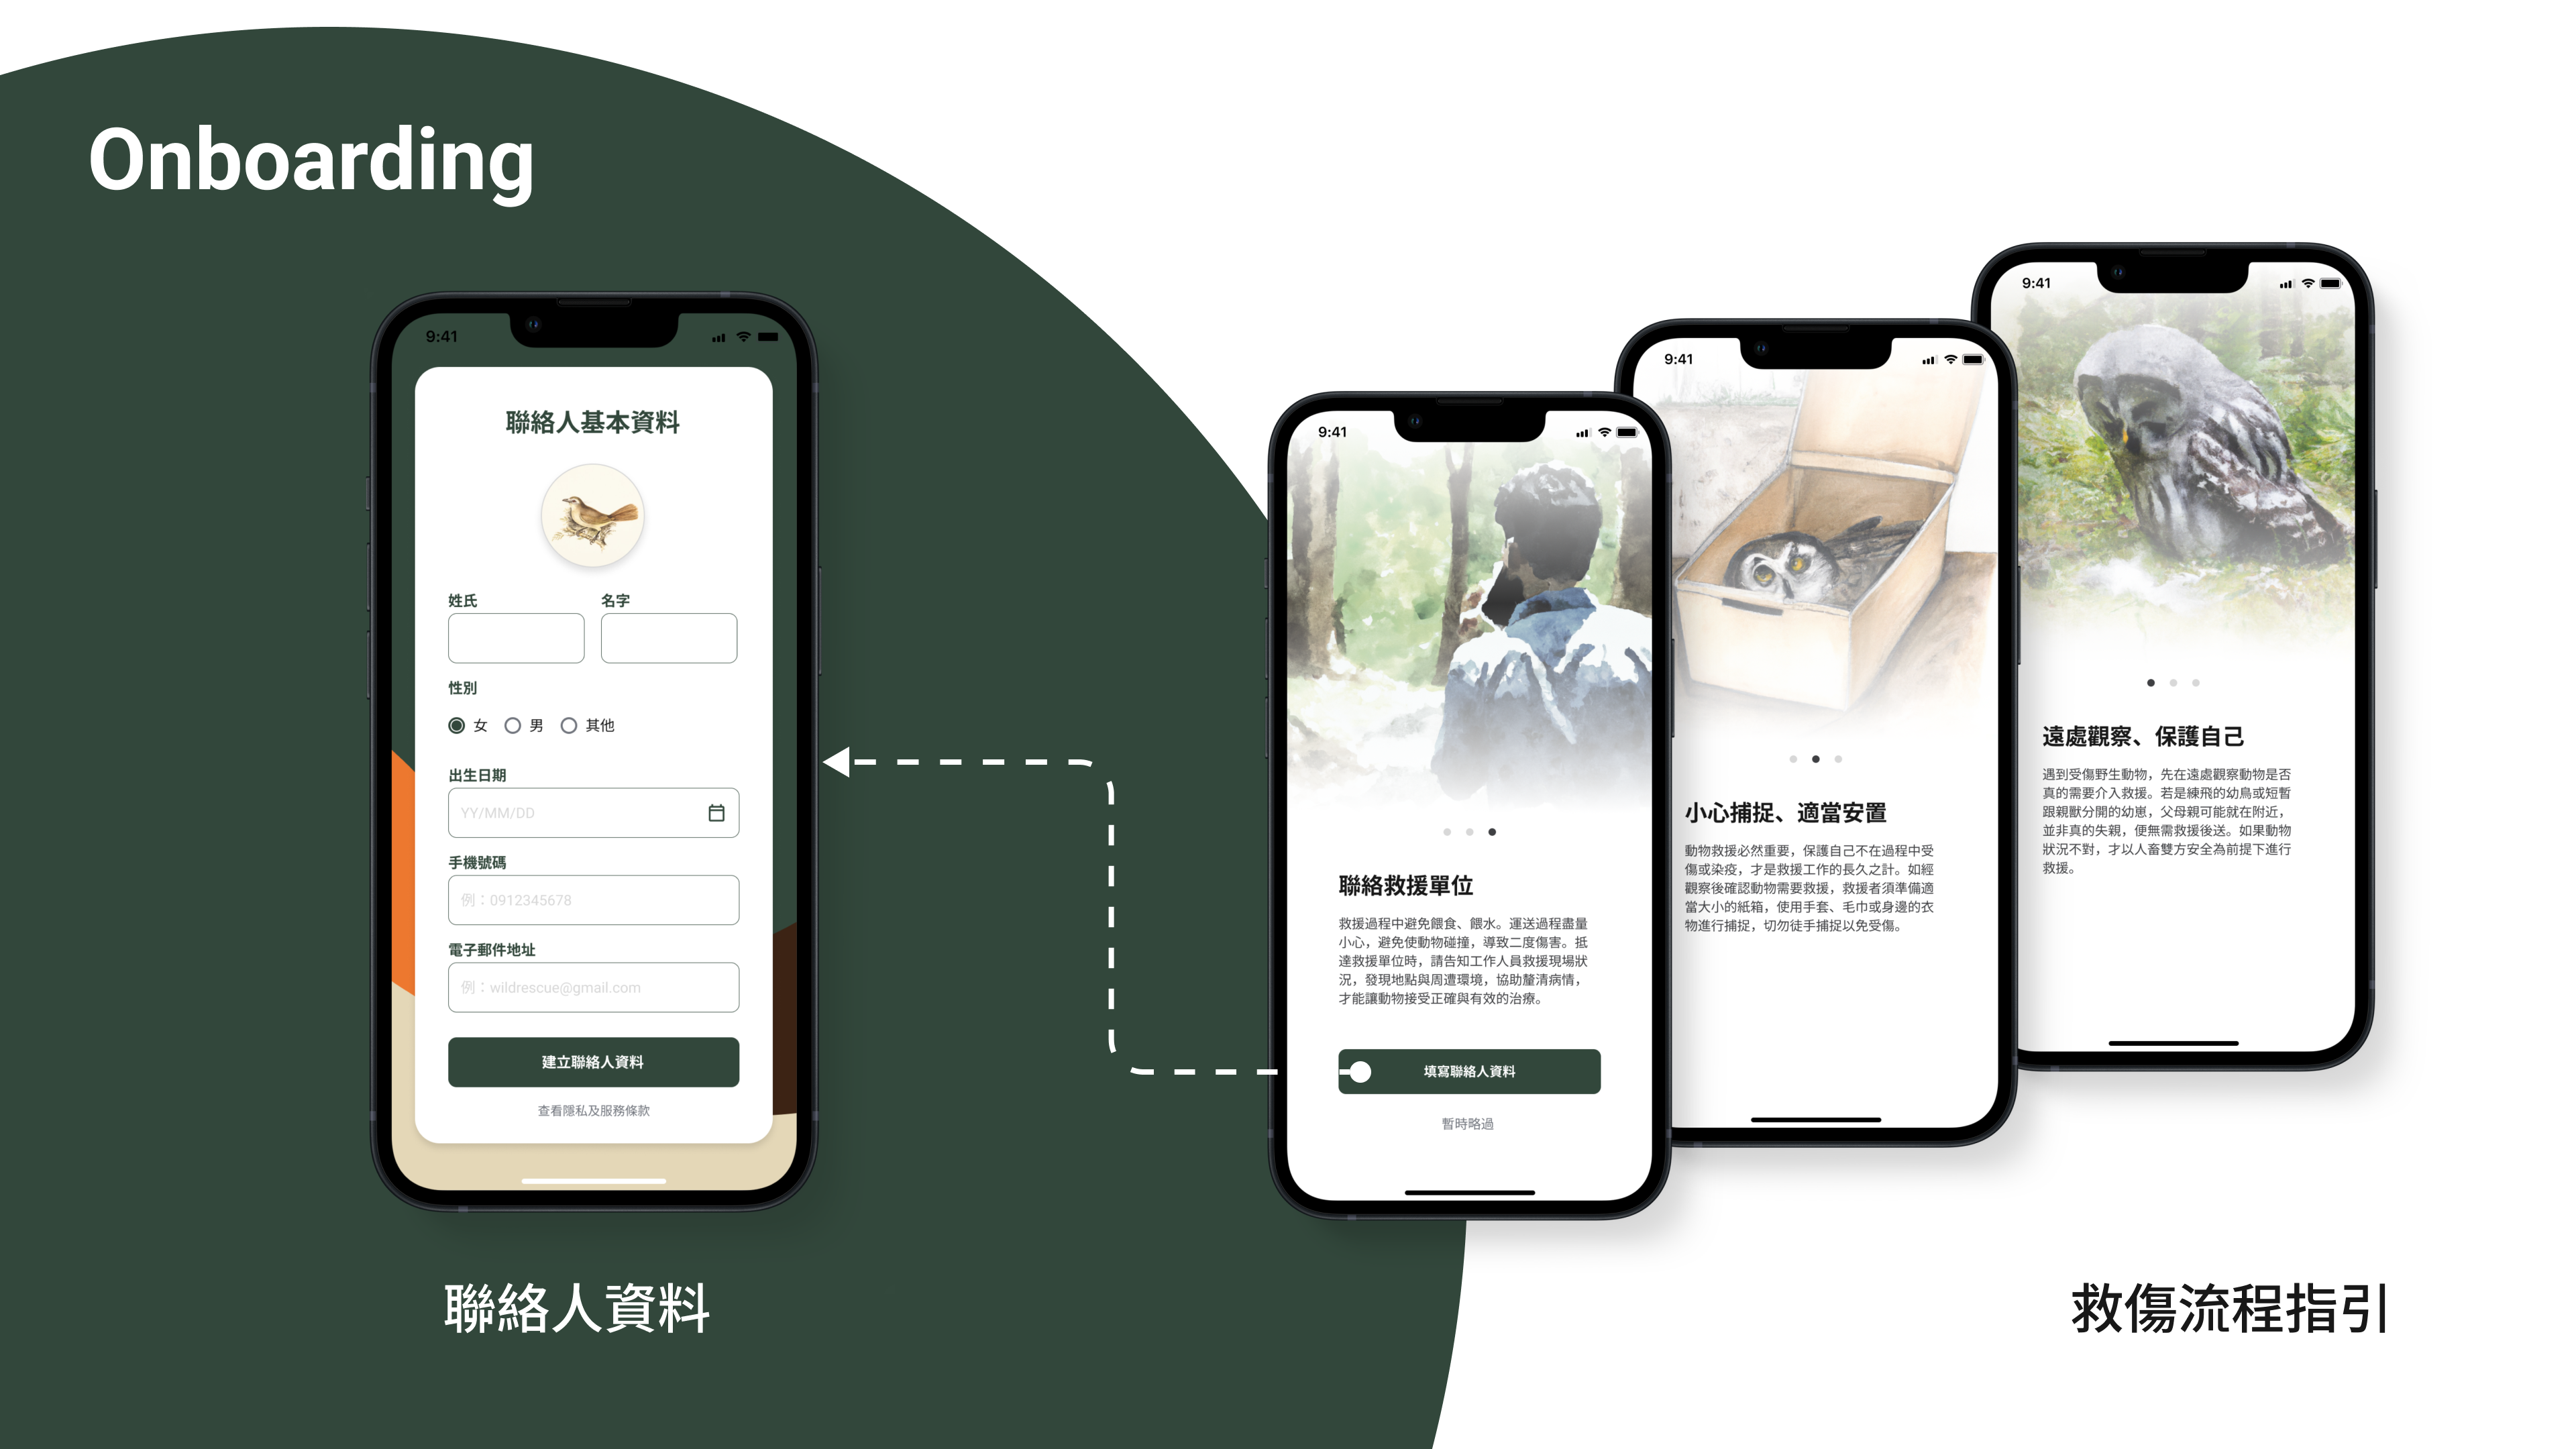 Onboarding
9:41
聯絡人基本資料
姓氏 名字
性別
女 男 其他
出生日期
YY/MM/DD
手機號碼
例：0912345678
電子郵件地址
例：wildrescue@gmail.com
建立聯絡人資料
查看隱私及服務條款
聯絡人資料
9:41
聯絡救援單位
救援過程中避免餵食、餵水。運送過程盡量
小心，避免使動物碰撞，導致二度傷害。抵
達救援單位時，請告知工作人員救援現場狀
況，發現地點與周遭環境，協助釐清病情，
才能讓動物接受正確與有效的治療。
填寫聯絡人資料
暫時略過
9:41
小心捕捉、適當安置
動物救援必然重要，保護自己不在過程中受
傷或染疫，才是救援工作的長久之計。如經
觀察後確認動物需要救援，救援者須準備適
當大小的紙箱，使用手套、毛巾或身邊的衣
物進行捕捉，切勿徒手捕捉以免受傷。
9:41
遠處觀察、保護自己
遇到受傷野生動物，先在遠處觀察動物是否
真的需要介入救援。若是練飛的幼鳥或短暫
跟親獸分開的幼崽，父母親可能就在附近，
並非真的失親，便無需救援後送。如果動物
狀況不對，才以人畜雙方安全為前提下進行
救援。
救傷流程指引